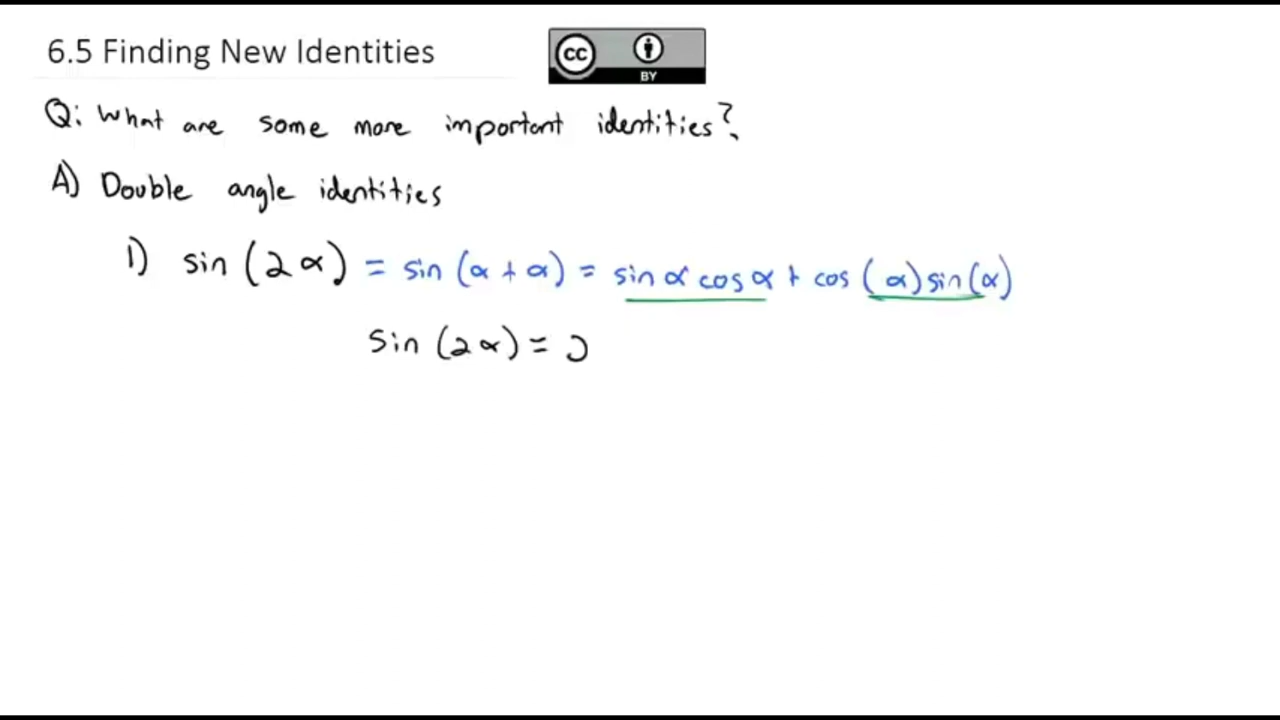 6.5 Finding New Identities
cc BY
Q: What are some more important identities?
A) Double angle identities
1) sin (2α) = sin (α + α) = sin α cos α + cos (α) sin (α)
sin (2α) =